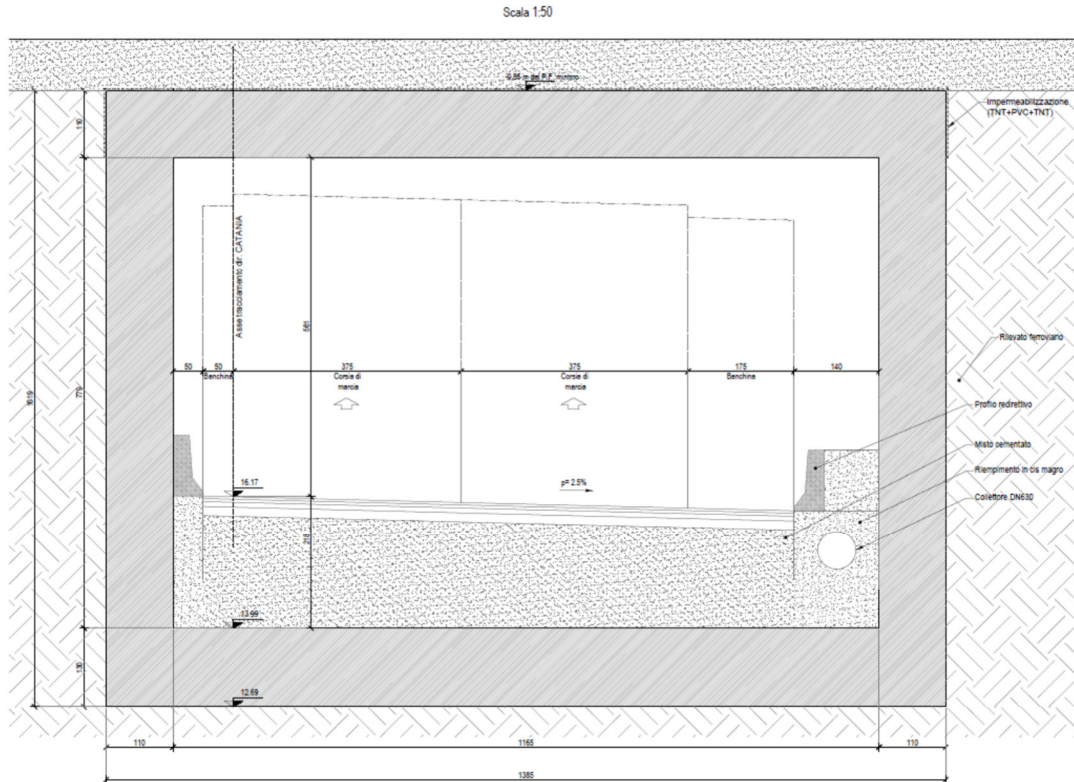 Scala 1:50
0,86 m dal P.F. minimo
Impermeabilizzazione
(TNT+PVC+TNT)
110
Asse tracciamento dir. CATANIA
561
Rilevato ferroviario
50
50
375
375
175
140
Banchina
Corsia di
marcia
Corsia di
marcia
Banchina
1019
779
Profilo redirettivo
Misto cementato
Riempimento in cls magro
Collettore DN630
16.17
p= 2.5%
218
13.99
130
12.69
110
1165
110
1385